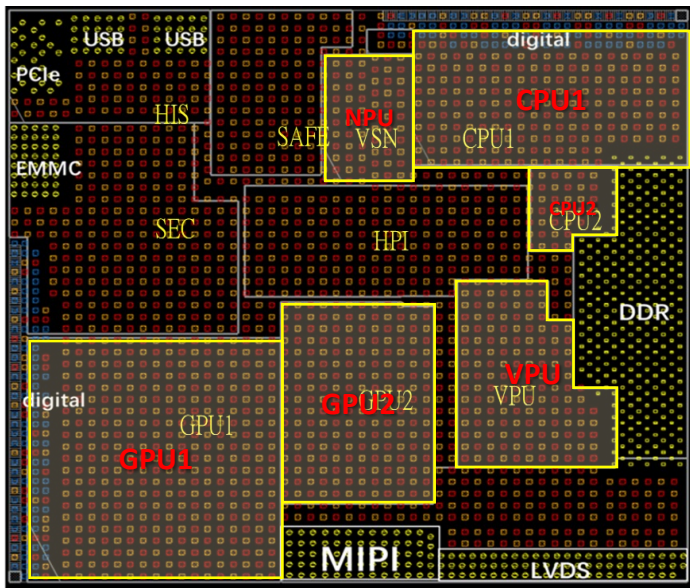 USB
USB
digital
PCIe
CPU1
HIS
NPU
SAFE
VSN
CPU1
EMMC
CPU2
CPU2
SEC
HPI
DDR
VPU
VPU
digital
GPU2
GPU2
GPU1
GPU1
MIPI
LVDS